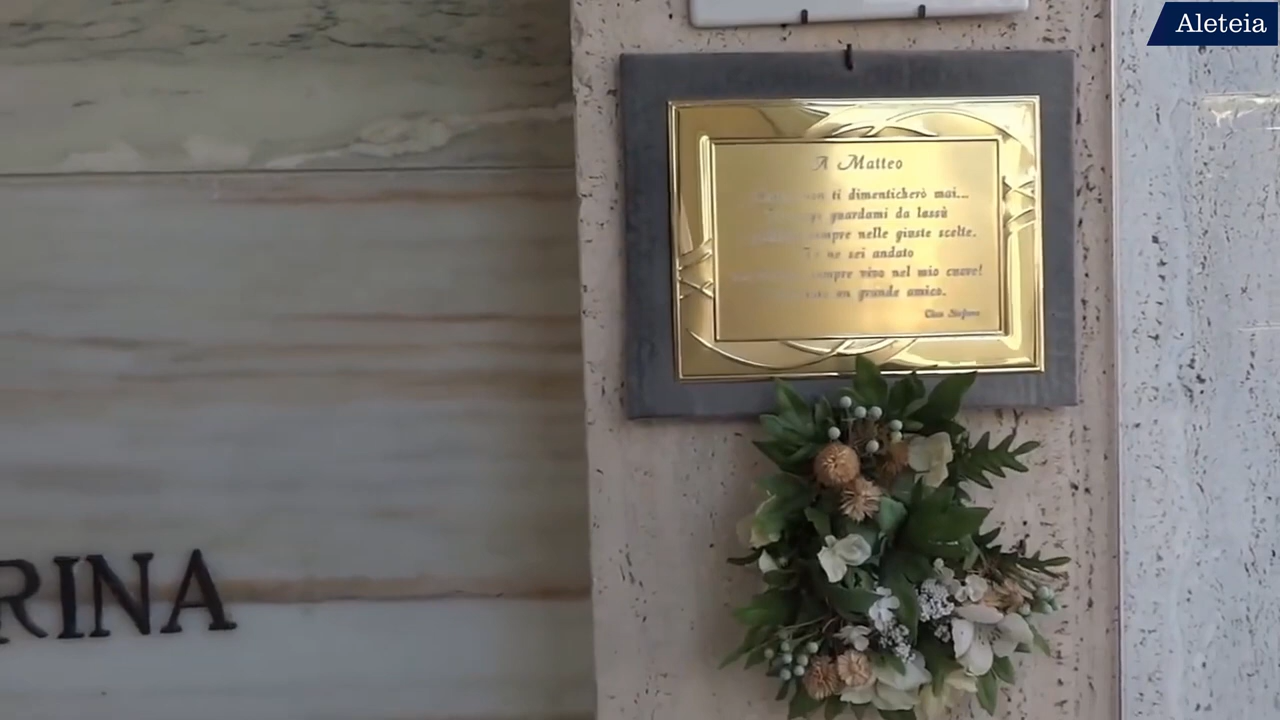 Aleteia
A Matteo
non ti dimenticherò mai...
guardami da lassù
sempre nelle giuste scelte.
Te ne sei andato
sempre vivo nel mio cuore!
un grande amico.
RINA